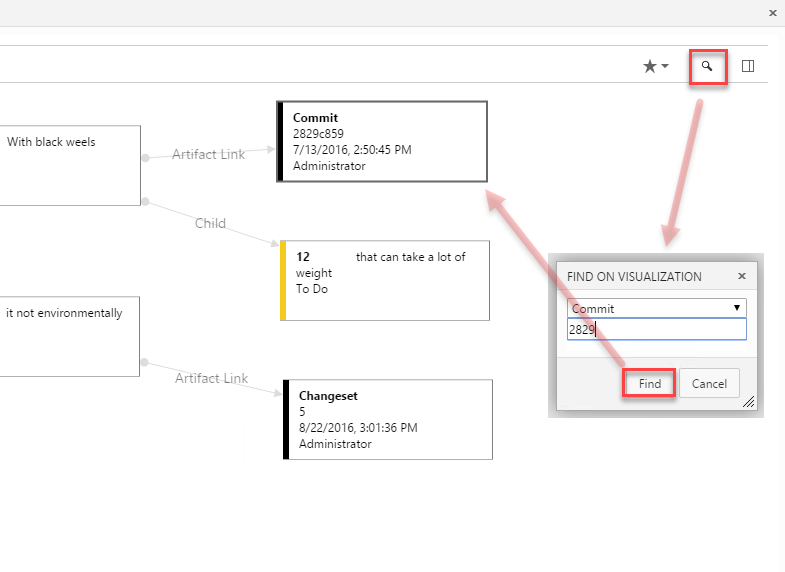 With black weels
Artifact Link
Commit
2829c859
7/13/2016, 2:50:45 PM
Administrator
Child
12 that can take a lot of
weight
To Do
it not environmentally
Artifact Link
Changeset
5
8/22/2016, 3:01:36 PM
Administrator
FIND ON VISUALIZATION
Commit
2829
Find Cancel